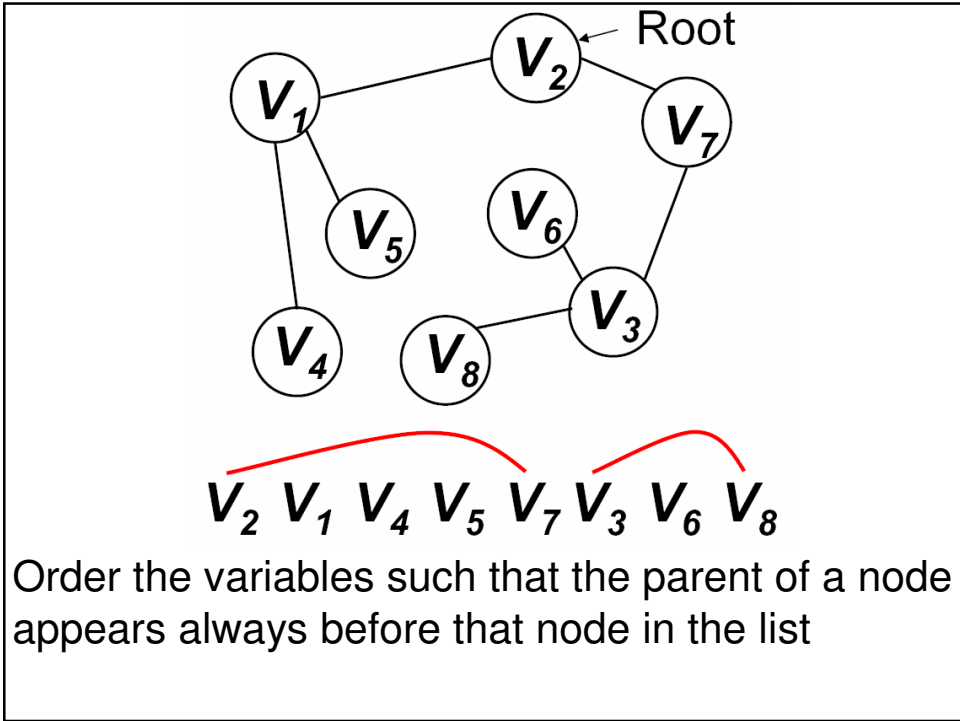 Root
V2
V1
V7
V6
V5
V3
V4
V8
V2 V1 V4 V5 V7 V3 V6 V8
Order the variables such that the parent of a node
appears always before that node in the list